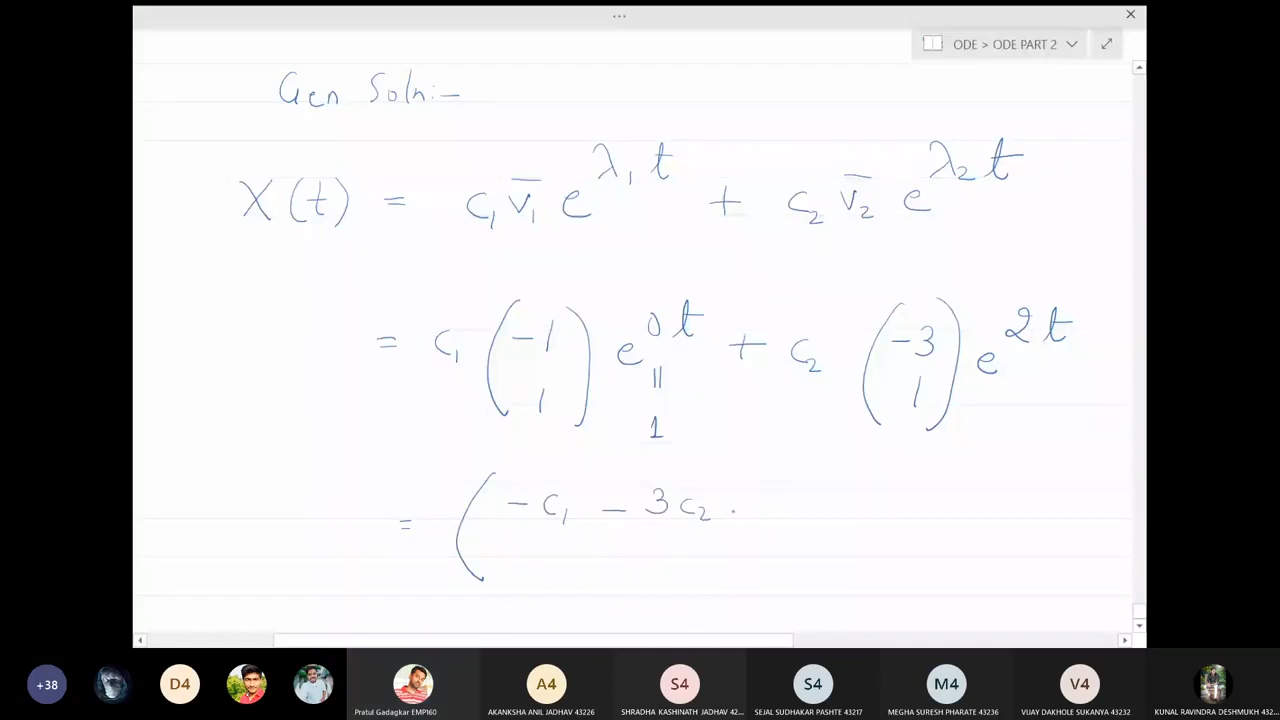 ODE > ODE PART 2
Gen Soln:-
X(t) = c₁ v̄₁ e^{λ₁t} + c₂ v̄₂ e^{λ₂t}
= c₁ (-1 1) e^{0t} + c₂ (-3 1) e^{2t}
||
1
= ( -c₁ - 3c₂ .
+38
D4
A4
S4
S4
M4
V4
Pratul Gadagkar EMP160
AKANKSHA ANIL JADHAV 43226
SHRADHA KASHINATH JADHAV 42...
SEJAL SUDHAKAR PASHTE 43217
MEGHA SURESH PHARATE 43236
VIJAY DAKHOLE SUKANYA 43232
KUNAL RAVINDRA DESHMUKH 432...